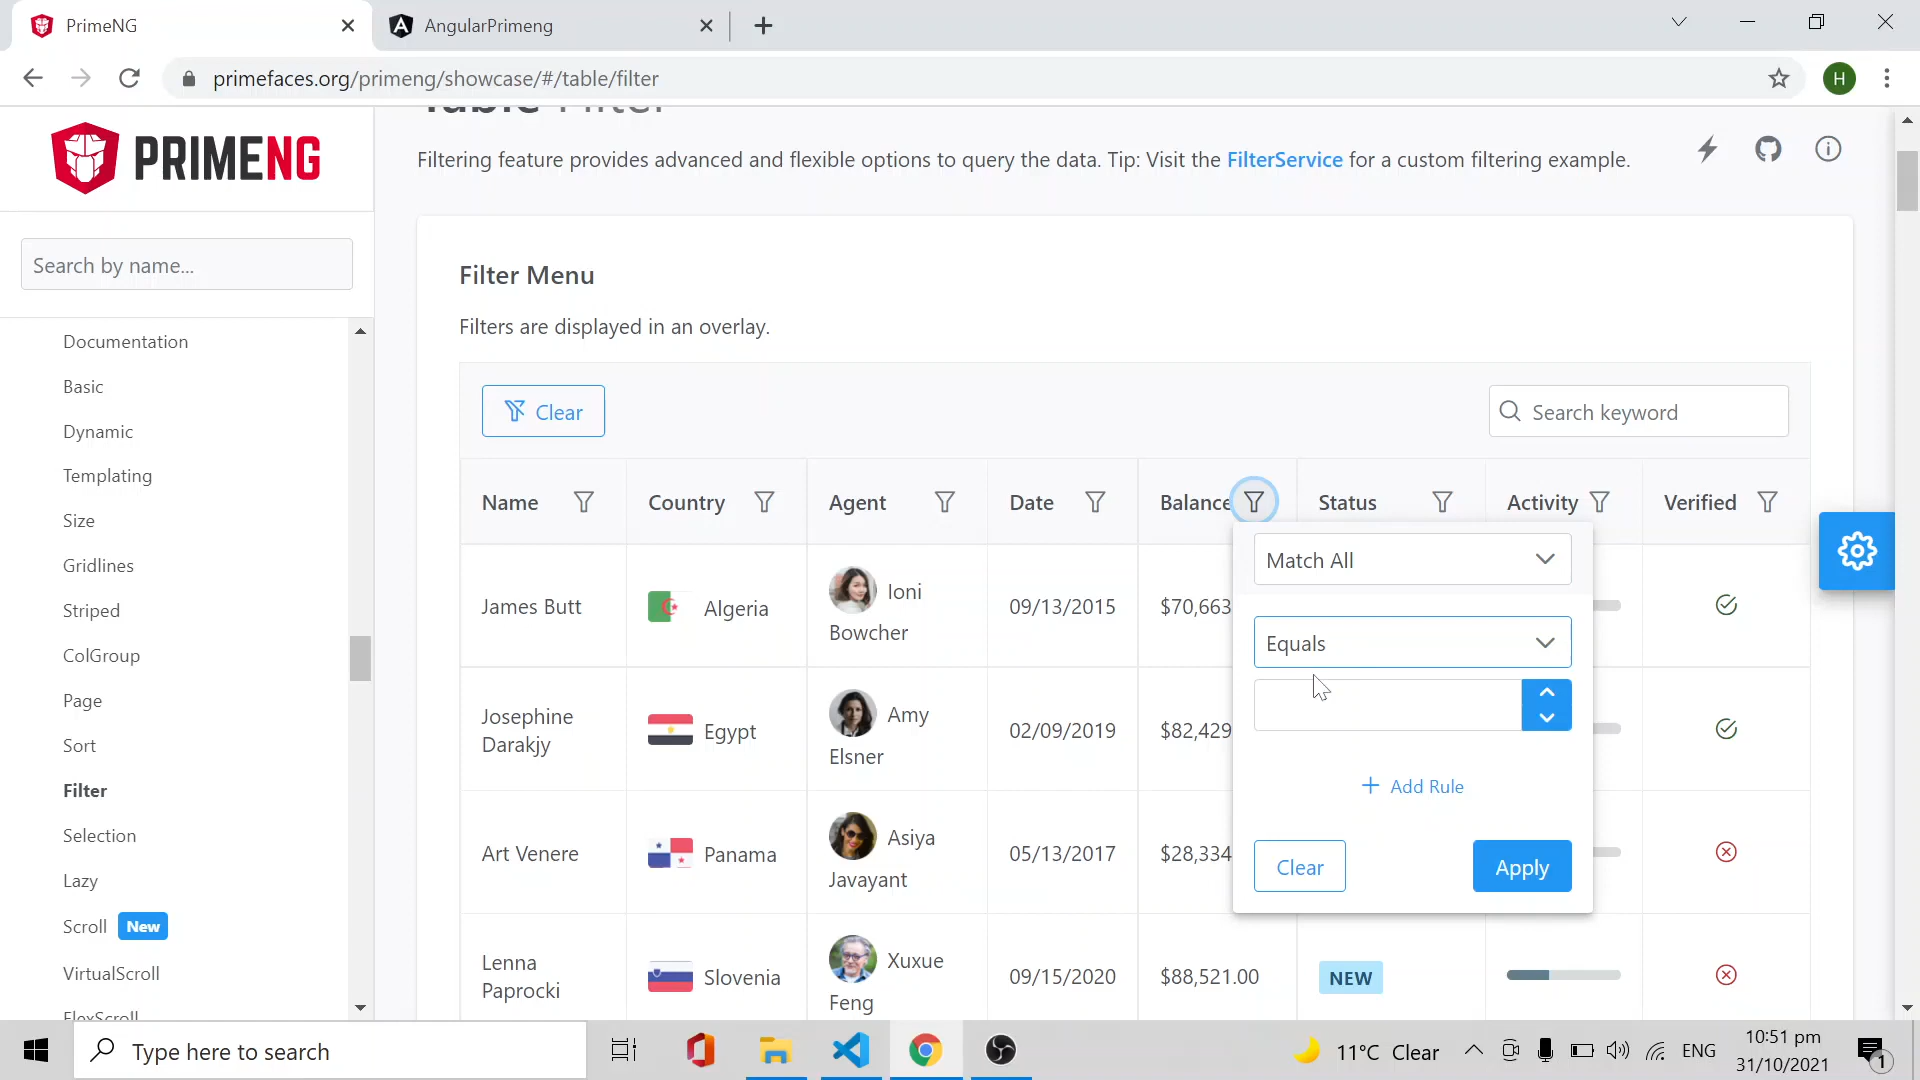 PrimeNG
AngularPrimeng
primefaces.org/primeng/showcase/#/table/filter
H
PRIMENG
Search by name...
Documentation
Basic
Dynamic
Templating
Size
Gridlines
Striped
ColGroup
Page
Sort
Filter
Selection
Lazy
Scroll New
VirtualScroll
FlexScroll
Table Filter
Filtering feature provides advanced and flexible options to query the data. Tip: Visit the FilterService for a custom filtering example.
Filter Menu
Filters are displayed in an overlay.
Clear
Search keyword
Name Country Agent Date Balance Status Activity Verified
James Butt Algeria Ioni Bowcher 09/13/2015 $70,663
Josephine Darakjy Egypt Amy Elsner 02/09/2019 $82,429
Art Venere Panama Asiya Javayant 05/13/2017 $28,334
Lenna Paprocki Slovenia Xuxue Feng 09/15/2020 $88,521.00 NEW
Match All
Equals
Add Rule
Clear Apply
Type here to search
11°C Clear
ENG
10:51 pm
31/10/2021
1